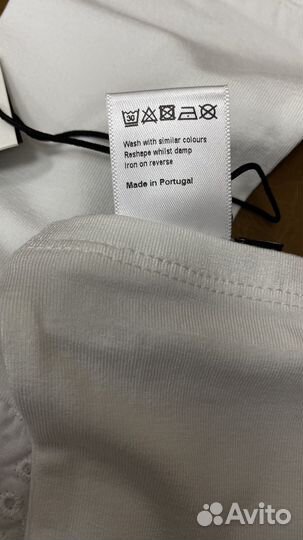 30
Wash with similar colours
Reshape whilst damp
Iron on reverse
Made in Portugal
Avito